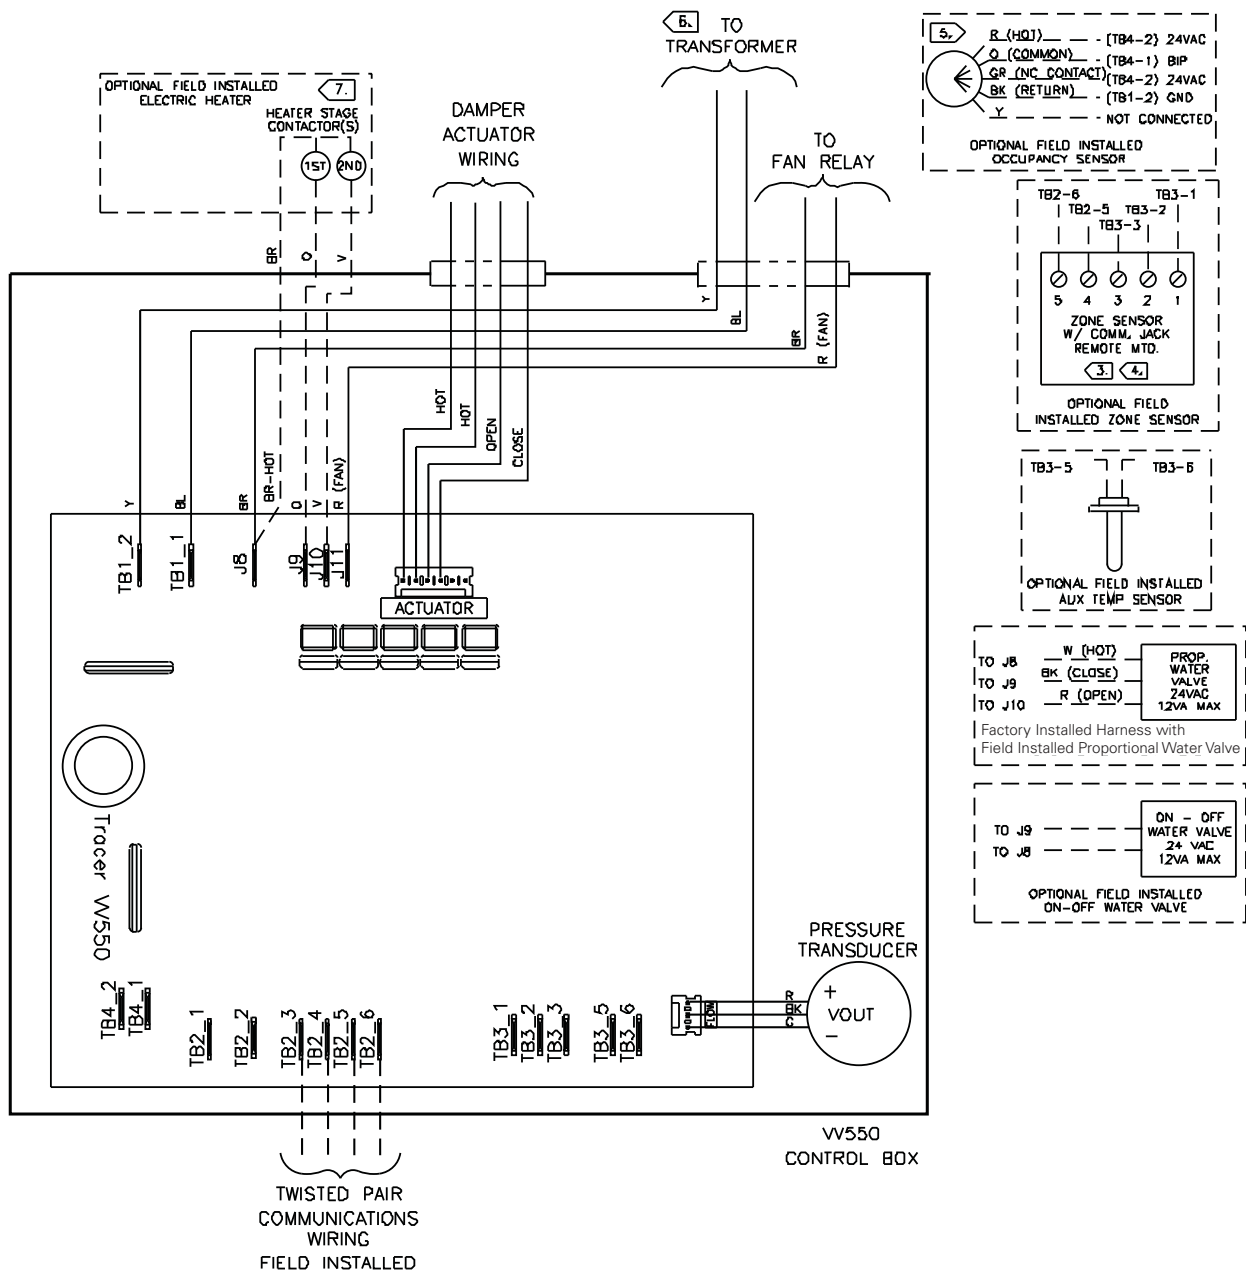 6.
TO
TRANSFORMER
5.
R (HOT)
(TB4-2) 24VAC
O (COMMON)
(TB4-1) BIP
GR (NC CONTACT)
(TB4-2) 24VAC
BK (RETURN)
(TB1-2) GND
Y
NOT CONNECTED
OPTIONAL FIELD INSTALLED
OCCUPANCY SENSOR
OPTIONAL FIELD INSTALLED
ELECTRIC HEATER
7.
HEATER STAGE
CONTACTOR(S)
1ST
2ND
DAMPER
ACTUATOR
WIRING
TO
FAN RELAY
TB2-6
TB3-1
TB2-5
TB3-2
TB3-3
5
4
3
2
1
ZONE SENSOR
W/ COMM. JACK
REMOTE MTD.
3.
4.
OPTIONAL FIELD
INSTALLED ZONE SENSOR
BR
O
V
Y
BL
BR
R (FAN)
HOT
HOT
OPEN
CLOSE
Y
BL
BR
BR-HOT
O
V
R (FAN)
TB1_2
TB1_1
J8
J9
J10
J11
ACTUATOR
TB3-5
TB3-6
OPTIONAL FIELD INSTALLED
AUX TEMP SENSOR
TO J8
W (HOT)
TO J9
BK (CLOSE)
TO J10
R (OPEN)
PROP.
WATER
VALVE
24VAC
12VA MAX
Factory Installed Harness with
Field Installed Proportional Water Valve
TO J9
TO J8
ON - OFF
WATER VALVE
24 VAC
12VA MAX
OPTIONAL FIELD INSTALLED
ON-OFF WATER VALVE
Tracer VV550
PRESSURE
TRANSDUCER
+
VOUT
−
R
BK
G
FLOW
TB4_2
TB4_1
TB2_1
TB2_2
TB2_3
TB2_4
TB2_5
TB2_6
TB3_1
TB3_2
TB3_3
TB3_5
TB3_6
VV550
CONTROL BOX
TWISTED PAIR
COMMUNICATIONS
WIRING
FIELD INSTALLED